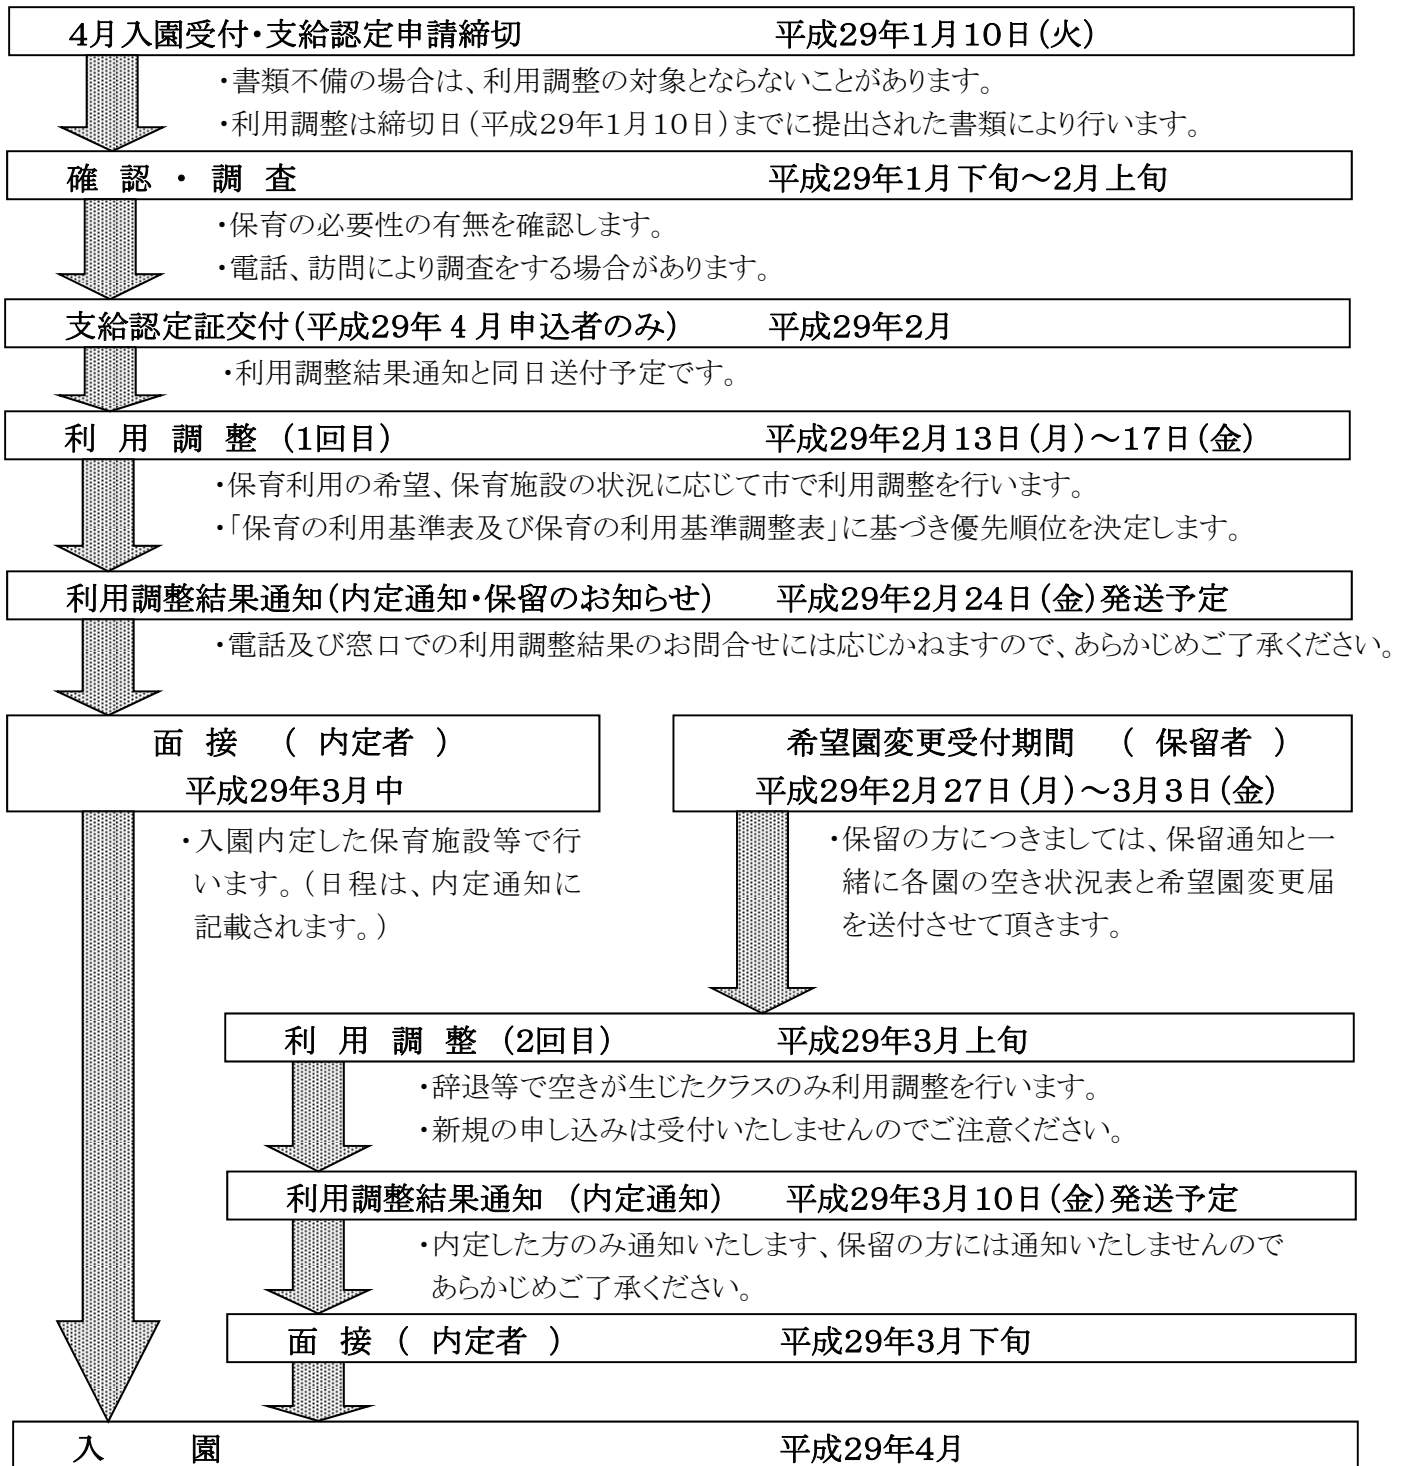 4月入園受付・支給認定申請締切　平成29年1月10日(火)
・書類不備の場合は、利用調整の対象とならないことがあります。
・利用調整は締切日(平成29年1月10日)までに提出された書類により行います。
確 認 ・ 調 査　平成29年1月下旬～2月上旬
・保育の必要性の有無を確認します。
・電話、訪問により調査をする場合があります。
支給認定証交付(平成29年4月申込者のみ)　平成29年2月
・利用調整結果通知と同日送付予定です。
利 用 調 整 (1回目)　平成29年2月13日(月)～17日(金)
・保育利用の希望、保育施設の状況に応じて市で利用調整を行います。
・「保育の利用基準表及び保育の利用基準調整表」に基づき優先順位を決定します。
利用調整結果通知(内定通知・保留のお知らせ)　平成29年2月24日(金)発送予定
・電話及び窓口での利用調整結果のお問合せには応じかねますので、あらかじめご了承ください。
面 接 ( 内定者 )
平成29年3月中
・入園内定した保育施設等で行
います。(日程は、内定通知に
記載されます。)
希望園変更受付期間 ( 保留者 )
平成29年2月27日(月)～3月3日(金)
・保留の方につきましては、保留通知と一
緒に各園の空き状況表と希望園変更届
を送付させて頂きます。
利 用 調 整 (2回目)　平成29年3月上旬
・辞退等で空きが生じたクラスのみ利用調整を行います。
・新規の申し込みは受付いたしませんのでご注意ください。
利用調整結果通知 (内定通知)　平成29年3月10日(金)発送予定
・内定した方のみ通知いたします、保留の方には通知いたしませんので
あらかじめご了承ください。
面 接 ( 内定者 )　平成29年3月下旬
入 園　平成29年4月